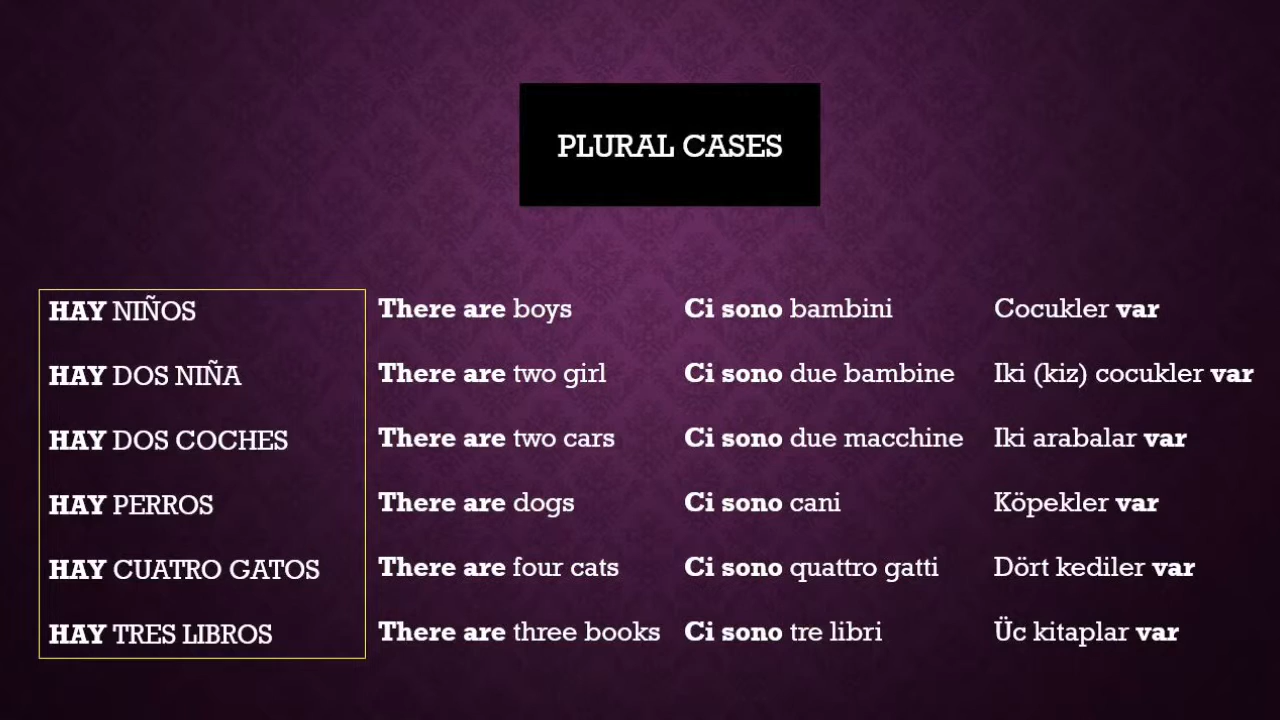 PLURAL CASES
HAY NIÑOS There are boys Ci sono bambini Cocukler var
HAY DOS NIÑA There are two girl Ci sono due bambine Iki (kiz) cocukler var
HAY DOS COCHES There are two cars Ci sono due macchine Iki arabalar var
HAY PERROS There are dogs Ci sono cani Köpekler var
HAY CUATRO GATOS There are four cats Ci sono quattro gatti Dört kediler var
HAY TRES LIBROS There are three books Ci sono tre libri Üc kitaplar var